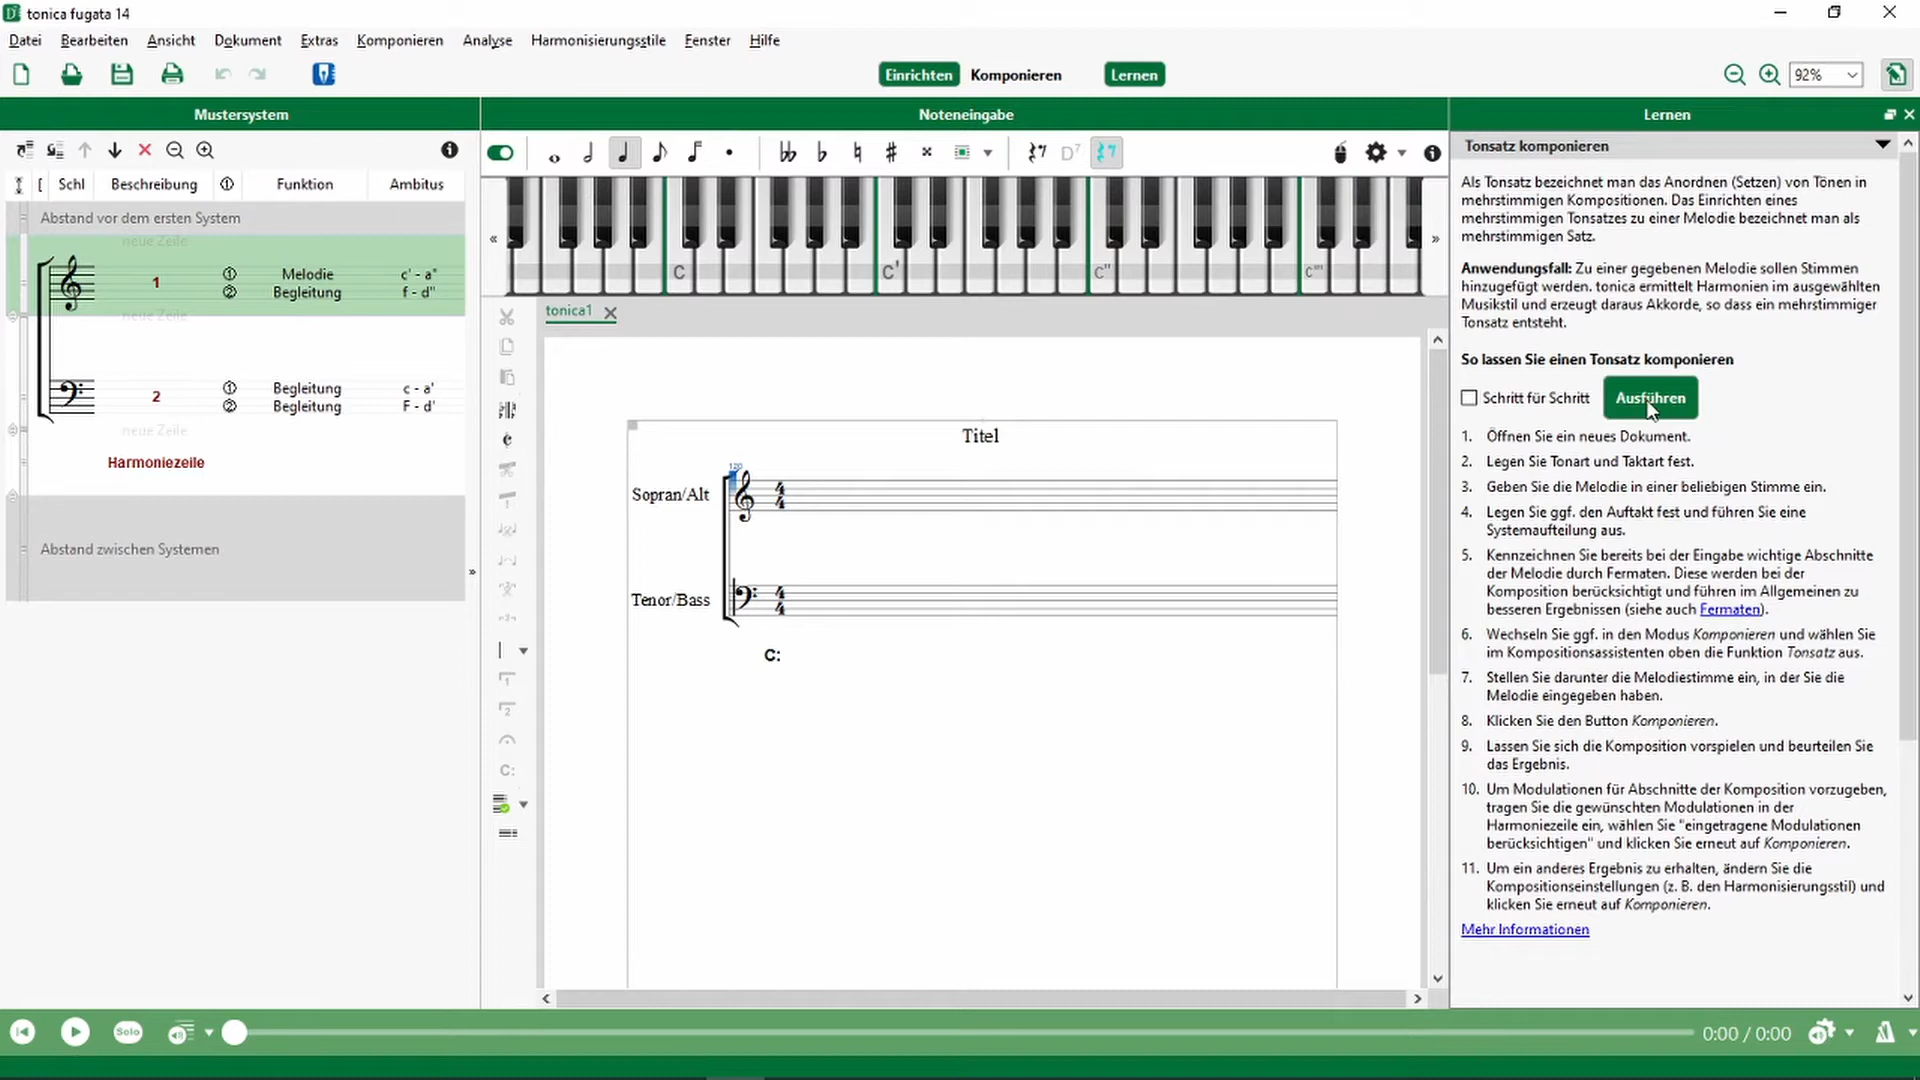 tonica fugata 14
Datei Bearbeiten Ansicht Dokument Extras Komponieren Analyse Harmonisierungsstile Fenster Hilfe
Einrichten Komponieren Lernen
92%
Mustersystem
Noteneingabe
Lernen
Schl Beschreibung ① Funktion Ambitus
Abstand vor dem ersten System
neue Zeile
1 ① Melodie c' - a"
② Begleitung f - d"
neue Zeile
2 ① Begleitung c - a'
② Begleitung F - d'
neue Zeile
Harmoniezeile
Abstand zwischen Systemen
C C' C" C"'
tonica1
Titel
120
Sopran/Alt
4
4
Tenor/Bass
4
4
C:
C:
Tonsatz komponieren
Als Tonsatz bezeichnet man das Anordnen (Setzen) von Tönen in
mehrstimmigen Kompositionen. Das Einrichten eines
mehrstimmigen Tonsatzes zu einer Melodie bezeichnet man als
mehrstimmigen Satz.
Anwendungsfall: Zu einer gegebenen Melodie sollen Stimmen
hinzugefügt werden. tonica ermittelt Harmonien im ausgewählten
Musikstil und erzeugt daraus Akkorde, so dass ein mehrstimmiger
Tonsatz entsteht.
So lassen Sie einen Tonsatz komponieren
Schritt für Schritt Ausführen
1. Öffnen Sie ein neues Dokument.
2. Legen Sie Tonart und Taktart fest.
3. Geben Sie die Melodie in einer beliebigen Stimme ein.
4. Legen Sie ggf. den Auftakt fest und führen Sie eine
Systemaufteilung aus.
5. Kennzeichnen Sie bereits bei der Eingabe wichtige Abschnitte
der Melodie durch Fermaten. Diese werden bei der
Komposition berücksichtigt und führen im Allgemeinen zu
besseren Ergebnissen (siehe auch Fermaten).
6. Wechseln Sie ggf. in den Modus Komponieren und wählen Sie
im Kompositionsassistenten oben die Funktion Tonsatz aus.
7. Stellen Sie darunter die Melodiestimme ein, in der Sie die
Melodie eingegeben haben.
8. Klicken Sie den Button Komponieren.
9. Lassen Sie sich die Komposition vorspielen und beurteilen Sie
das Ergebnis.
10. Um Modulationen für Abschnitte der Komposition vorzugeben,
tragen Sie die gewünschten Modulationen in der
Harmoniezeile ein, wählen Sie "eingetragene Modulationen
berücksichtigen" und klicken Sie erneut auf Komponieren.
11. Um ein anderes Ergebnis zu erhalten, ändern Sie die
Kompositionseinstellungen (z. B. den Harmonisierungsstil) und
klicken Sie erneut auf Komponieren.
Mehr Informationen
Solo
0:00 / 0:00